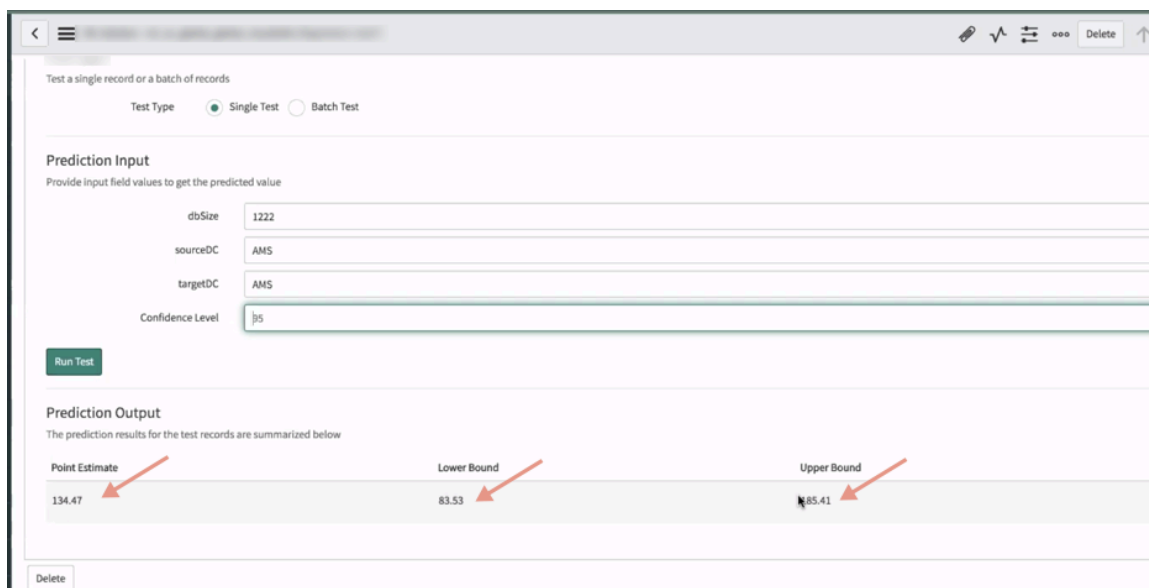 Delete
Test a single record or a batch of records
Test Type Single Test Batch Test
Prediction Input
Provide input field values to get the predicted value
dbSize 1222
sourceDC AMS
targetDC AMS
Confidence Level 95
Run Test
Prediction Output
The prediction results for the test records are summarized below
Point Estimate Lower Bound Upper Bound
134.47 83.53 185.41
Delete